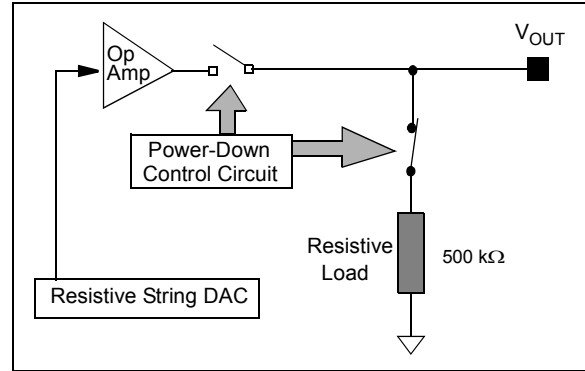 Op
Amp
VOUT
Power-Down
Control Circuit
Resistive
Load
500 kΩ
Resistive String DAC